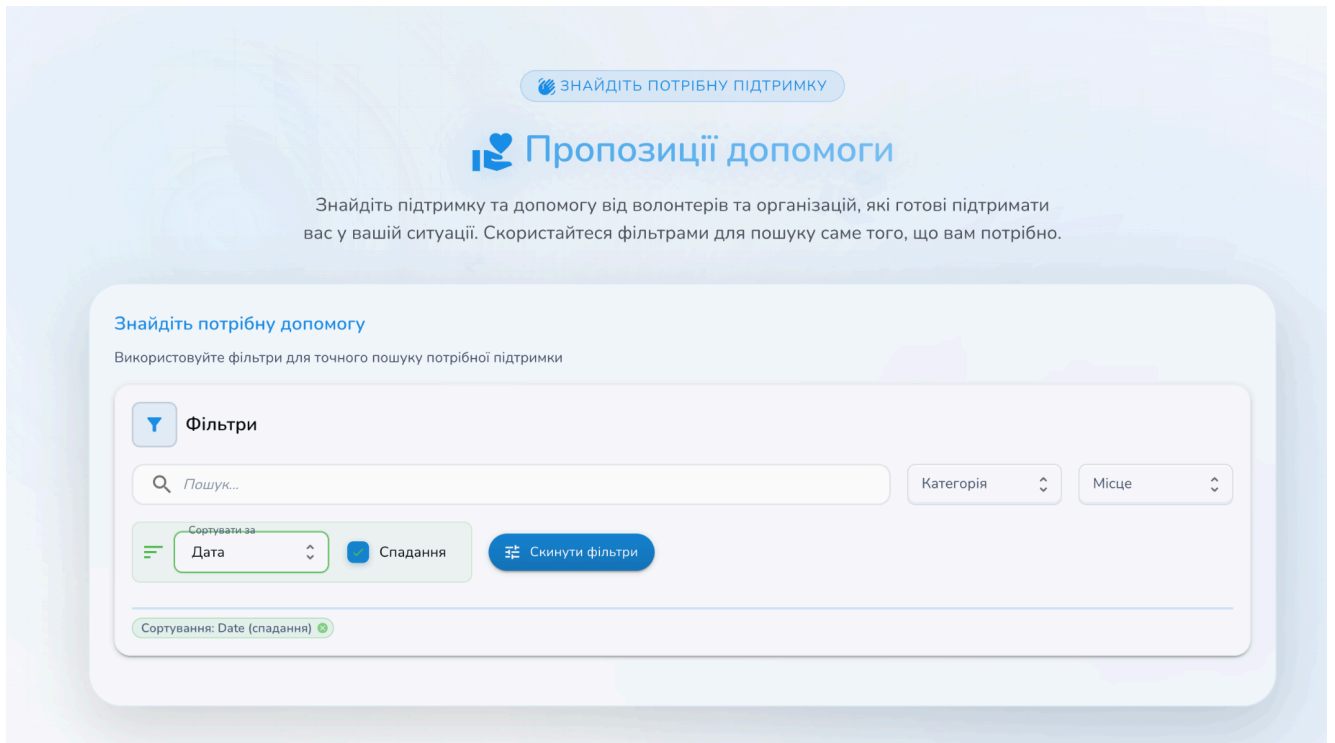 ЗНАЙДІТЬ ПОТРІБНУ ПІДТРИМКУ
Пропозиції допомоги
Знайдіть підтримку та допомогу від волонтерів та організацій, які готові підтримати
вас у вашій ситуації. Скористайтеся фільтрами для пошуку саме того, що вам потрібно.
Знайдіть потрібну допомогу
Використовуйте фільтри для точного пошуку потрібної підтримки
Фільтри
Пошук...
Категорія
Місце
Сортувати за
Дата
Спадання
Скинути фільтри
Сортування: Date (спадання)